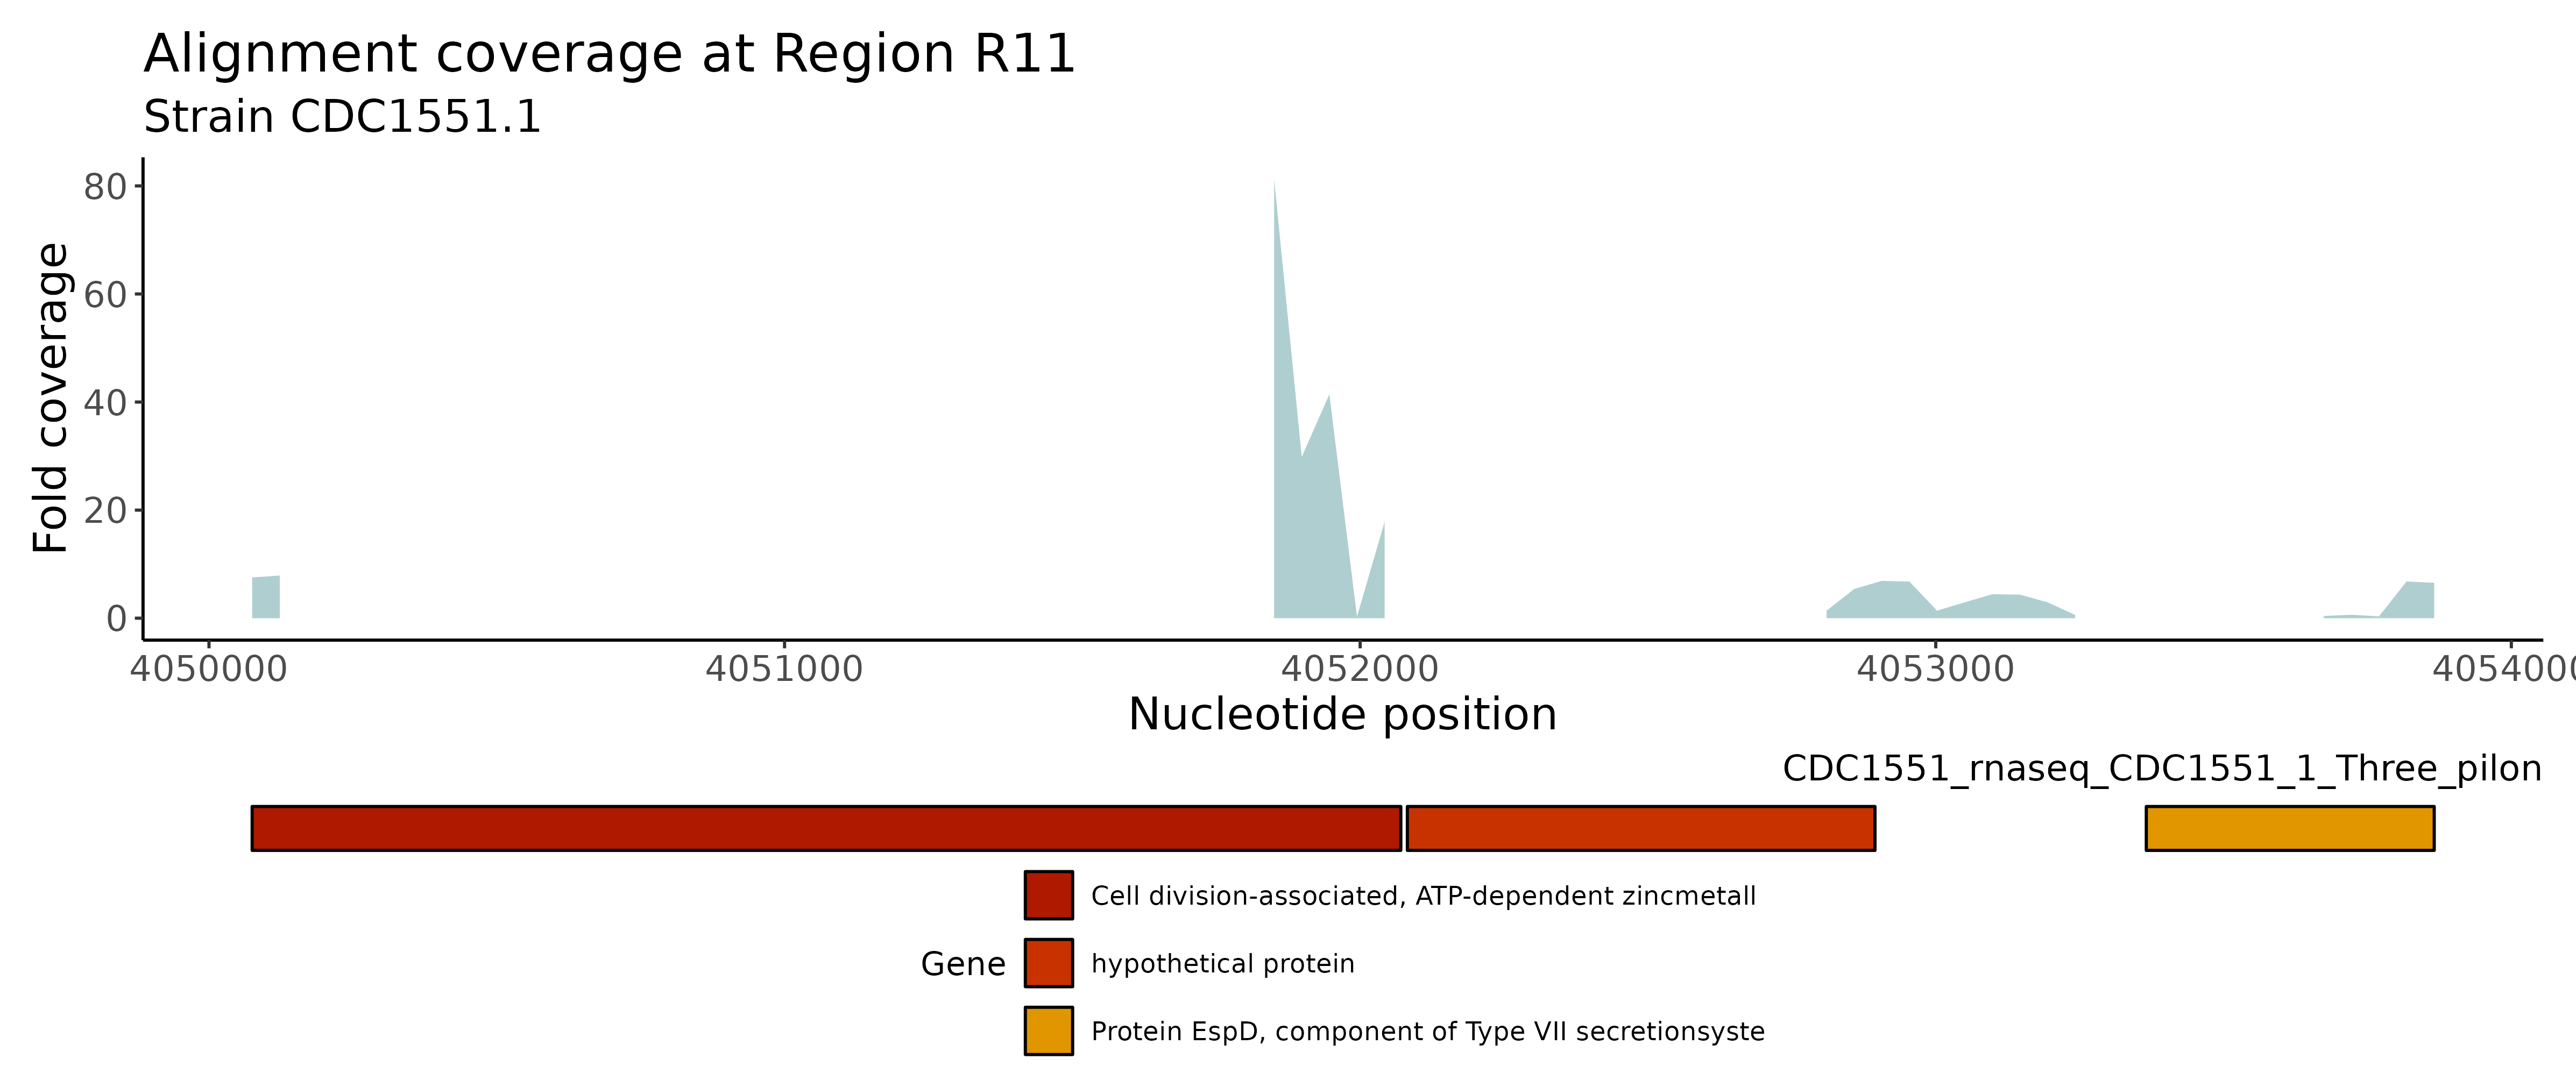 Alignment coverage at Region R11
Strain CDC1551.1
Fold coverage
80
60
40
20
0
4050000 4051000 4052000 4053000 405400
Nucleotide position
CDC1551_rnaseq_CDC1551_1_Three_pilon
Gene
Cell division-associated, ATP-dependent zincmetall
hypothetical protein
Protein EspD, component of Type VII secretionsyste